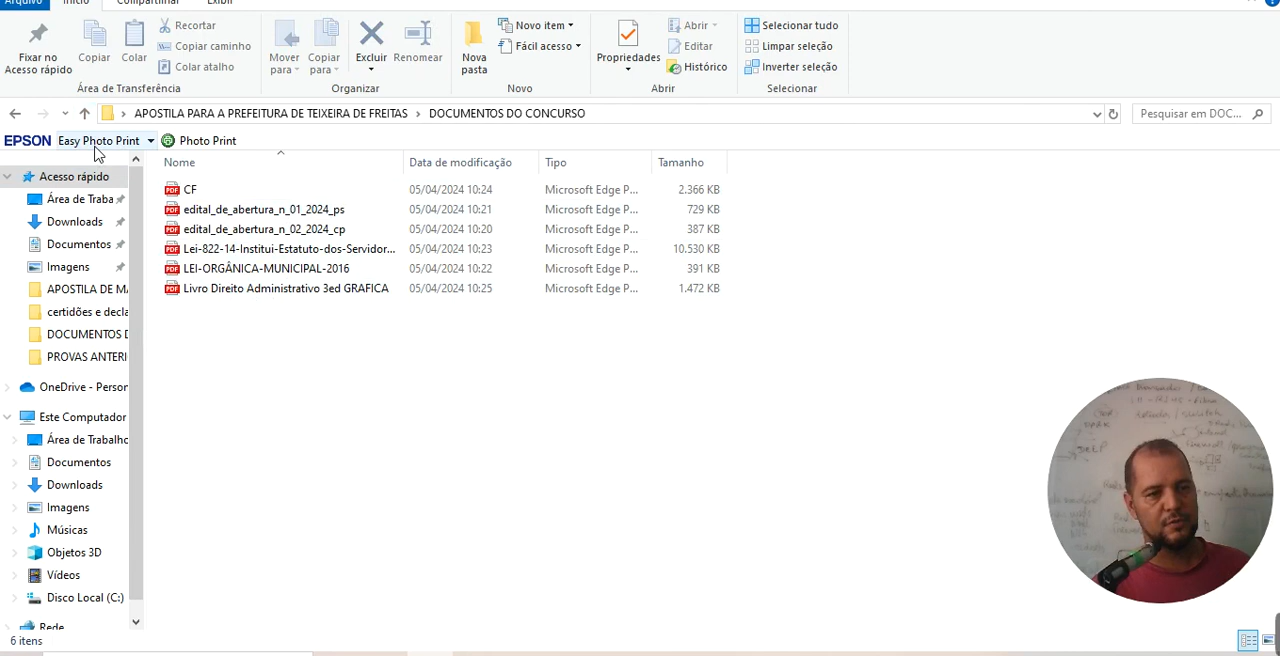 Arquivo Início Compartilhar Exibir
Recortar
Copiar caminho
Colar atalho
Fixar no
Acesso rápido
Copiar
Colar
Área de Transferência
Mover
para
Copiar
para
Excluir
Renomear
Organizar
Nova
pasta
Novo item
Fácil acesso
Novo
Propriedades
Abrir
Editar
Histórico
Abrir
Selecionar tudo
Limpar seleção
Inverter seleção
Selecionar
APOSTILA PARA A PREFEITURA DE TEIXEIRA DE FREITAS > DOCUMENTOS DO CONCURSO
Pesquisar em DOC...
EPSON Easy Photo Print Photo Print
Nome Data de modificação Tipo Tamanho
CF 05/04/2024 10:24 Microsoft Edge P... 2.366 KB
edital_de_abertura_n_01_2024_ps 05/04/2024 10:21 Microsoft Edge P... 729 KB
edital_de_abertura_n_02_2024_cp 05/04/2024 10:20 Microsoft Edge P... 387 KB
Lei-822-14-Institui-Estatuto-dos-Servidor... 05/04/2024 10:23 Microsoft Edge P... 10.530 KB
LEI-ORGÂNICA-MUNICIPAL-2016 05/04/2024 10:22 Microsoft Edge P... 391 KB
Livro Direito Administrativo 3ed GRAFICA 05/04/2024 10:25 Microsoft Edge P... 1.472 KB
Acesso rápido
Área de Traba
Downloads
Documentos
Imagens
APOSTILA DE MA
certidões e decla
DOCUMENTOS D
PROVAS ANTERI
OneDrive - Person
Este Computador
Área de Trabalho
Documentos
Downloads
Imagens
Músicas
Objetos 3D
Vídeos
Disco Local (C:)
Rede
6 itens